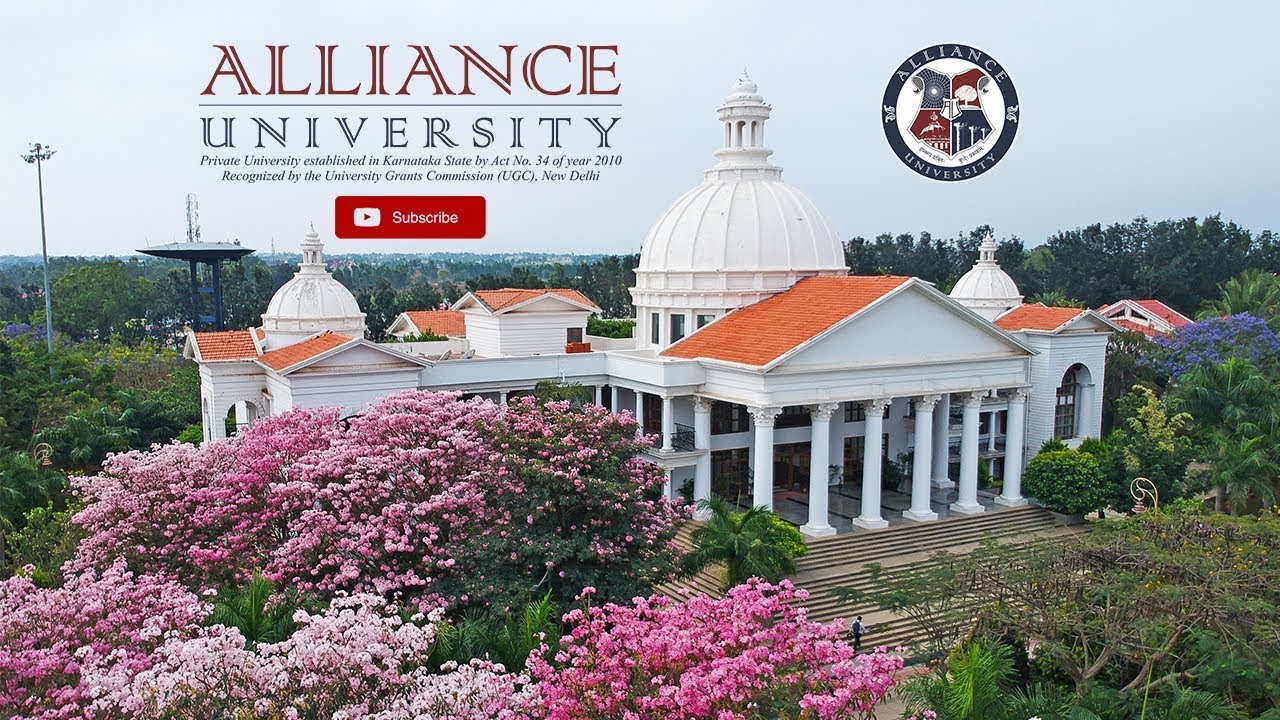 ALLIANCE
UNIVERSITY
Private University established in Karnataka State by Act No. 34 of year 2010
Recognized by the University Grants Commission (UGC), New Delhi
Subscribe
ALLIANCE
UNIVERSITY